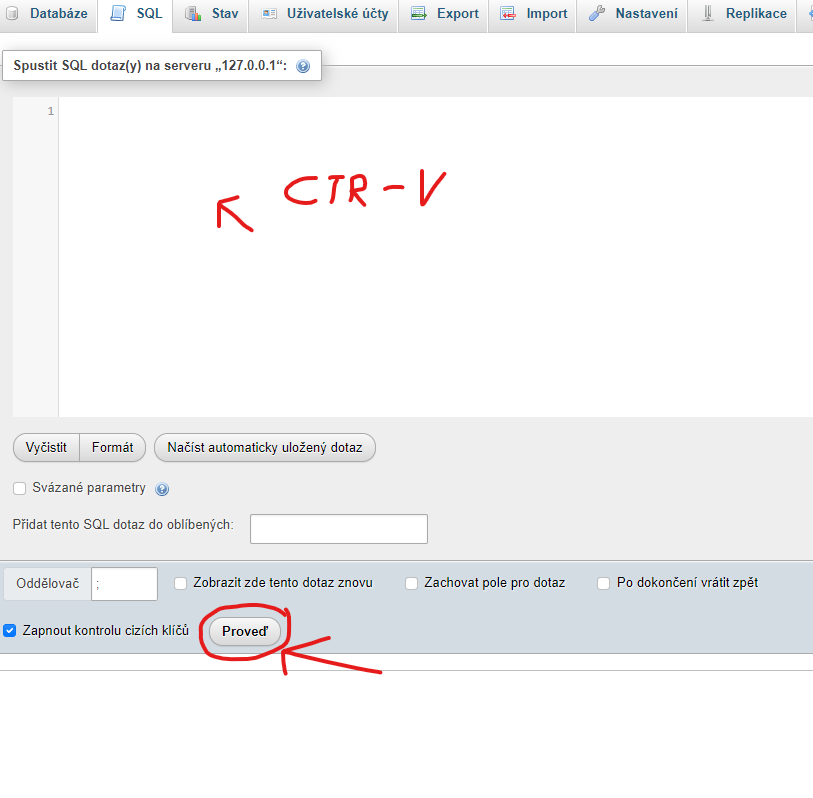 Databáze SQL Stav Uživatelské účty Export Import Nastavení Replikace
Spustit SQL dotaz(y) na serveru „127.0.0.1“:
1
CTR-V
Vyčistit Formát Načíst automaticky uložený dotaz
Svázané parametry
Přidat tento SQL dotaz do oblíbených:
Oddělovač ; Zobrazit zde tento dotaz znovu Zachovat pole pro dotaz Po dokončení vrátit zpět
Zapnout kontrolu cizích klíčů Proveď